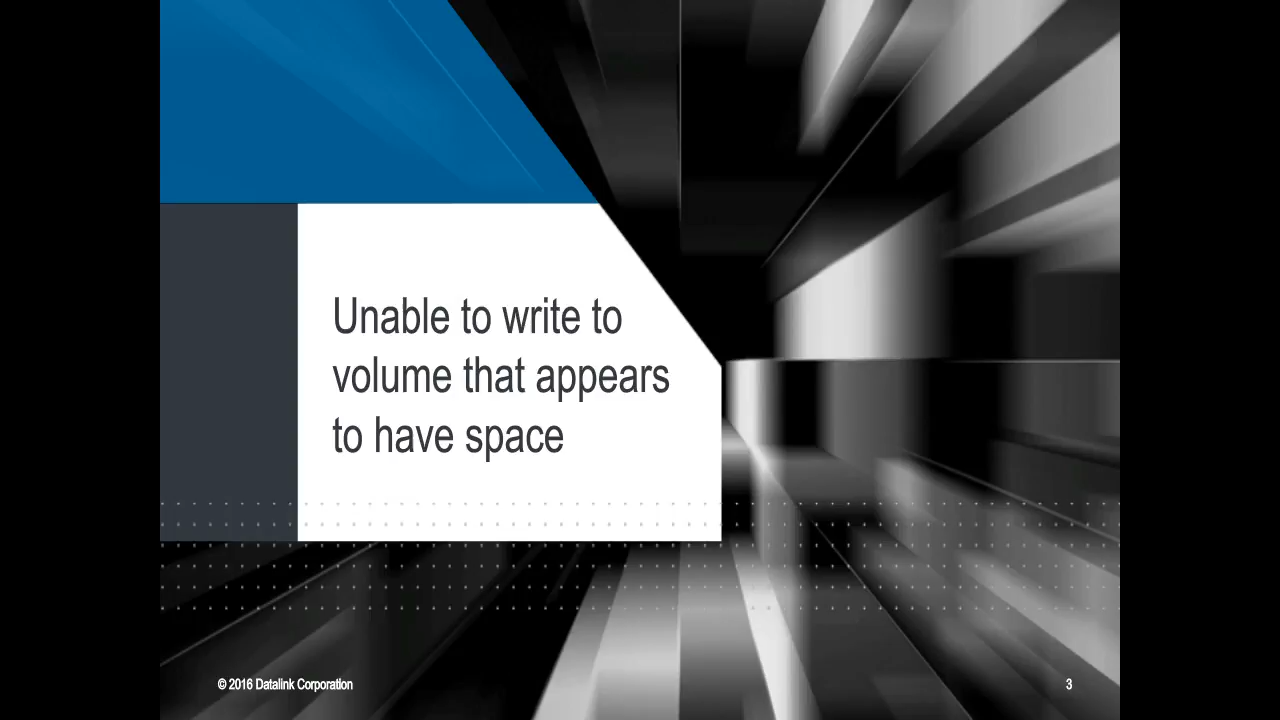 Unable to write to
volume that appears
to have space
© 2016 Datalink Corporation
3